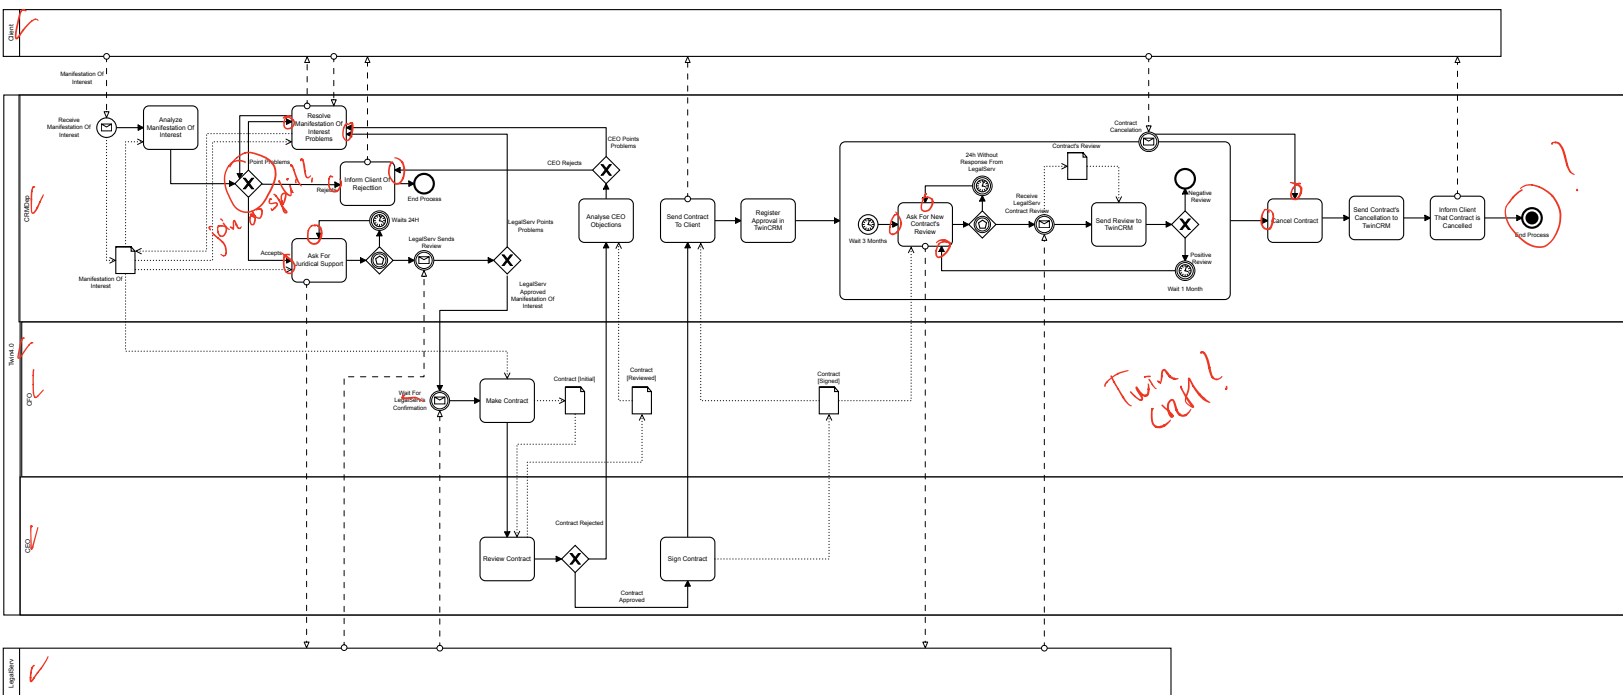 Client
Manifestation Of
Interest
Receive
Manifestation Of
Interest
Analyze
Manifestation Of
Interest
Resolve
Manifestation Of
Interest
Problems
Point Problems
Rejects
Inform Client Of
Rejecttion
End Process
CEO Rejects
CEO Points
Problems
join ao split?
Waits 24H
LegalServ Sends
Review
Accepts
Ask For
Juridical Support
LegalServ Points
Problems
Analyse CEO
Objections
Manifestation Of
Interest
LegalServ
Approved
Manifestation Of
Interest
Send Contract
To Client
Register
Approval in
TwinCRM
Contract
Cancelation
Contract's Review
24h Without
Response From
LegalServ
Receive
LegalServ
Contract Review
Wait 3 Months
Ask For New
Contract's
Review
Send Review to
TwinCRM
Negative
Review
Positive
Review
Wait 1 Month
Cancel Contract
Send Contract's
Cancellation to
TwinCRM
Inform Client
That Contract is
Cancelled
End Process
?
CRMDep
Twin4.0
CFO
Wait For
LegalServ's
Confirmation
Make Contract
Contract [Initial]
Contract
[Reviewed]
Contract
[Signed]
Twin
CRM?
CEO
Contract Rejected
Review Contract
Contract
Approved
Sign Contract
LegalServ